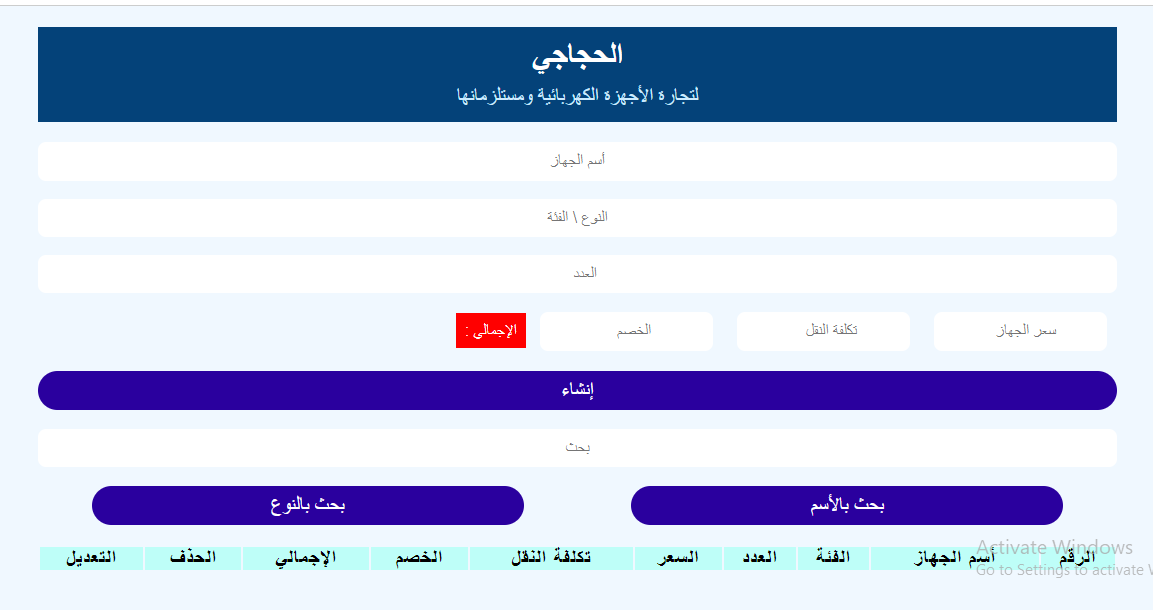 الحجاجي
لتجارة الأجهزة الكهربائية ومستلزماتها
أسم الجهاز
النوع \ الفئة
العدد
سعر الجهاز تكلفة النقل الخصم الإجمالي :
إنشاء
بحث
بحث بالأسم بحث بالنوع
الرقم أسم الجهاز الفئة العدد السعر تكلفة النقل الخصم الإجمالي الحذف التعديل
Activate Windows
Go to Settings to activate W